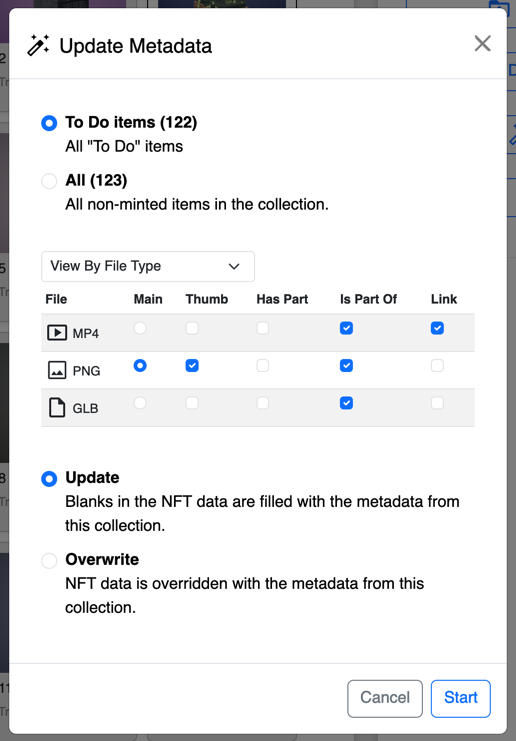 Update Metadata
To Do items (122)
All "To Do" items
All (123)
All non-minted items in the collection.
View By File Type
File Main Thumb Has Part Is Part Of Link
MP4
PNG
GLB
Update
Blanks in the NFT data are filled with the metadata from
this collection.
Overwrite
NFT data is overridden with the metadata from this
collection.
Cancel Start